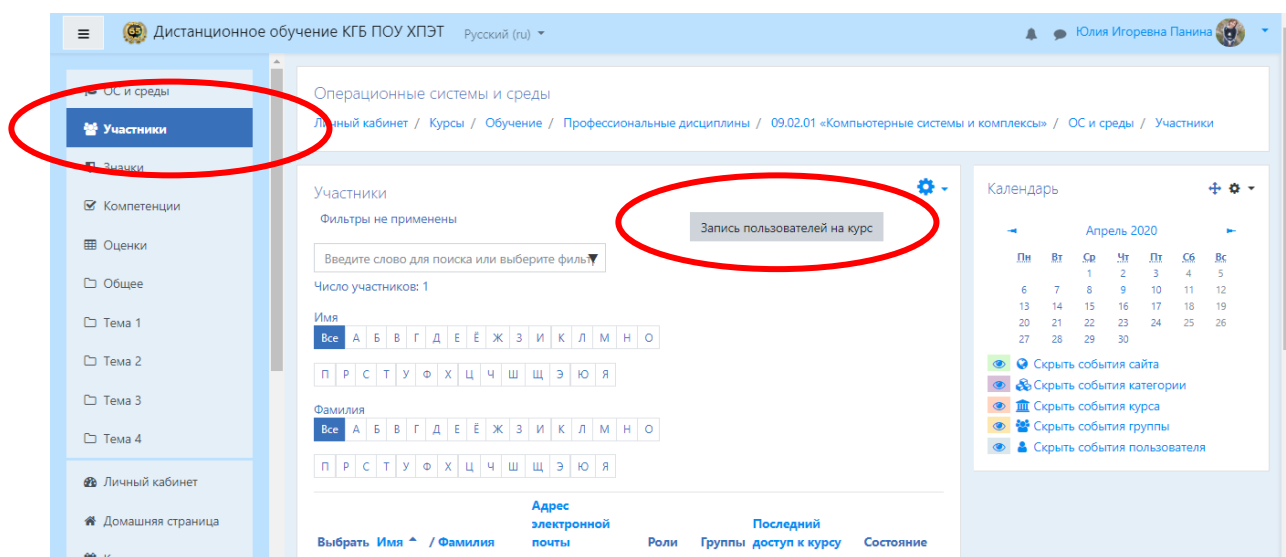 Дистанционное обучение КГБ ПОУ ХПЭТ Русский (ru)
Юлия Игоревна Панина
ОС и среды
Участники
Значки
Компетенции
Оценки
Общее
Тема 1
Тема 2
Тема 3
Тема 4
Личный кабинет
Домашняя страница
Операционные системы и среды
Личный кабинет / Курсы / Обучение / Профессиональные дисциплины / 09.02.01 «Компьютерные системы и комплексы» / ОС и среды / Участники
Участники
Фильтры не применены
Запись пользователей на курс
Введите слово для поиска или выберите фильт
Число участников: 1
Имя
Все А Б В Г Д Е Ё Ж З И К Л М Н О
П Р С Т У Ф Х Ц Ч Ш Щ Э Ю Я
Фамилия
Все А Б В Г Д Е Ё Ж З И К Л М Н О
П Р С Т У Ф Х Ц Ч Ш Щ Э Ю Я
Выбрать Имя / Фамилия Адрес электронной почты Роли Группы Последний доступ к курсу Состояние
Календарь
Апрель 2020
Пн Вт Ср Чт Пт Сб Вс
1 2 3 4 5
6 7 8 9 10 11 12
13 14 15 16 17 18 19
20 21 22 23 24 25 26
27 28 29 30
Скрыть события сайта
Скрыть события категории
Скрыть события курса
Скрыть события группы
Скрыть события пользователя